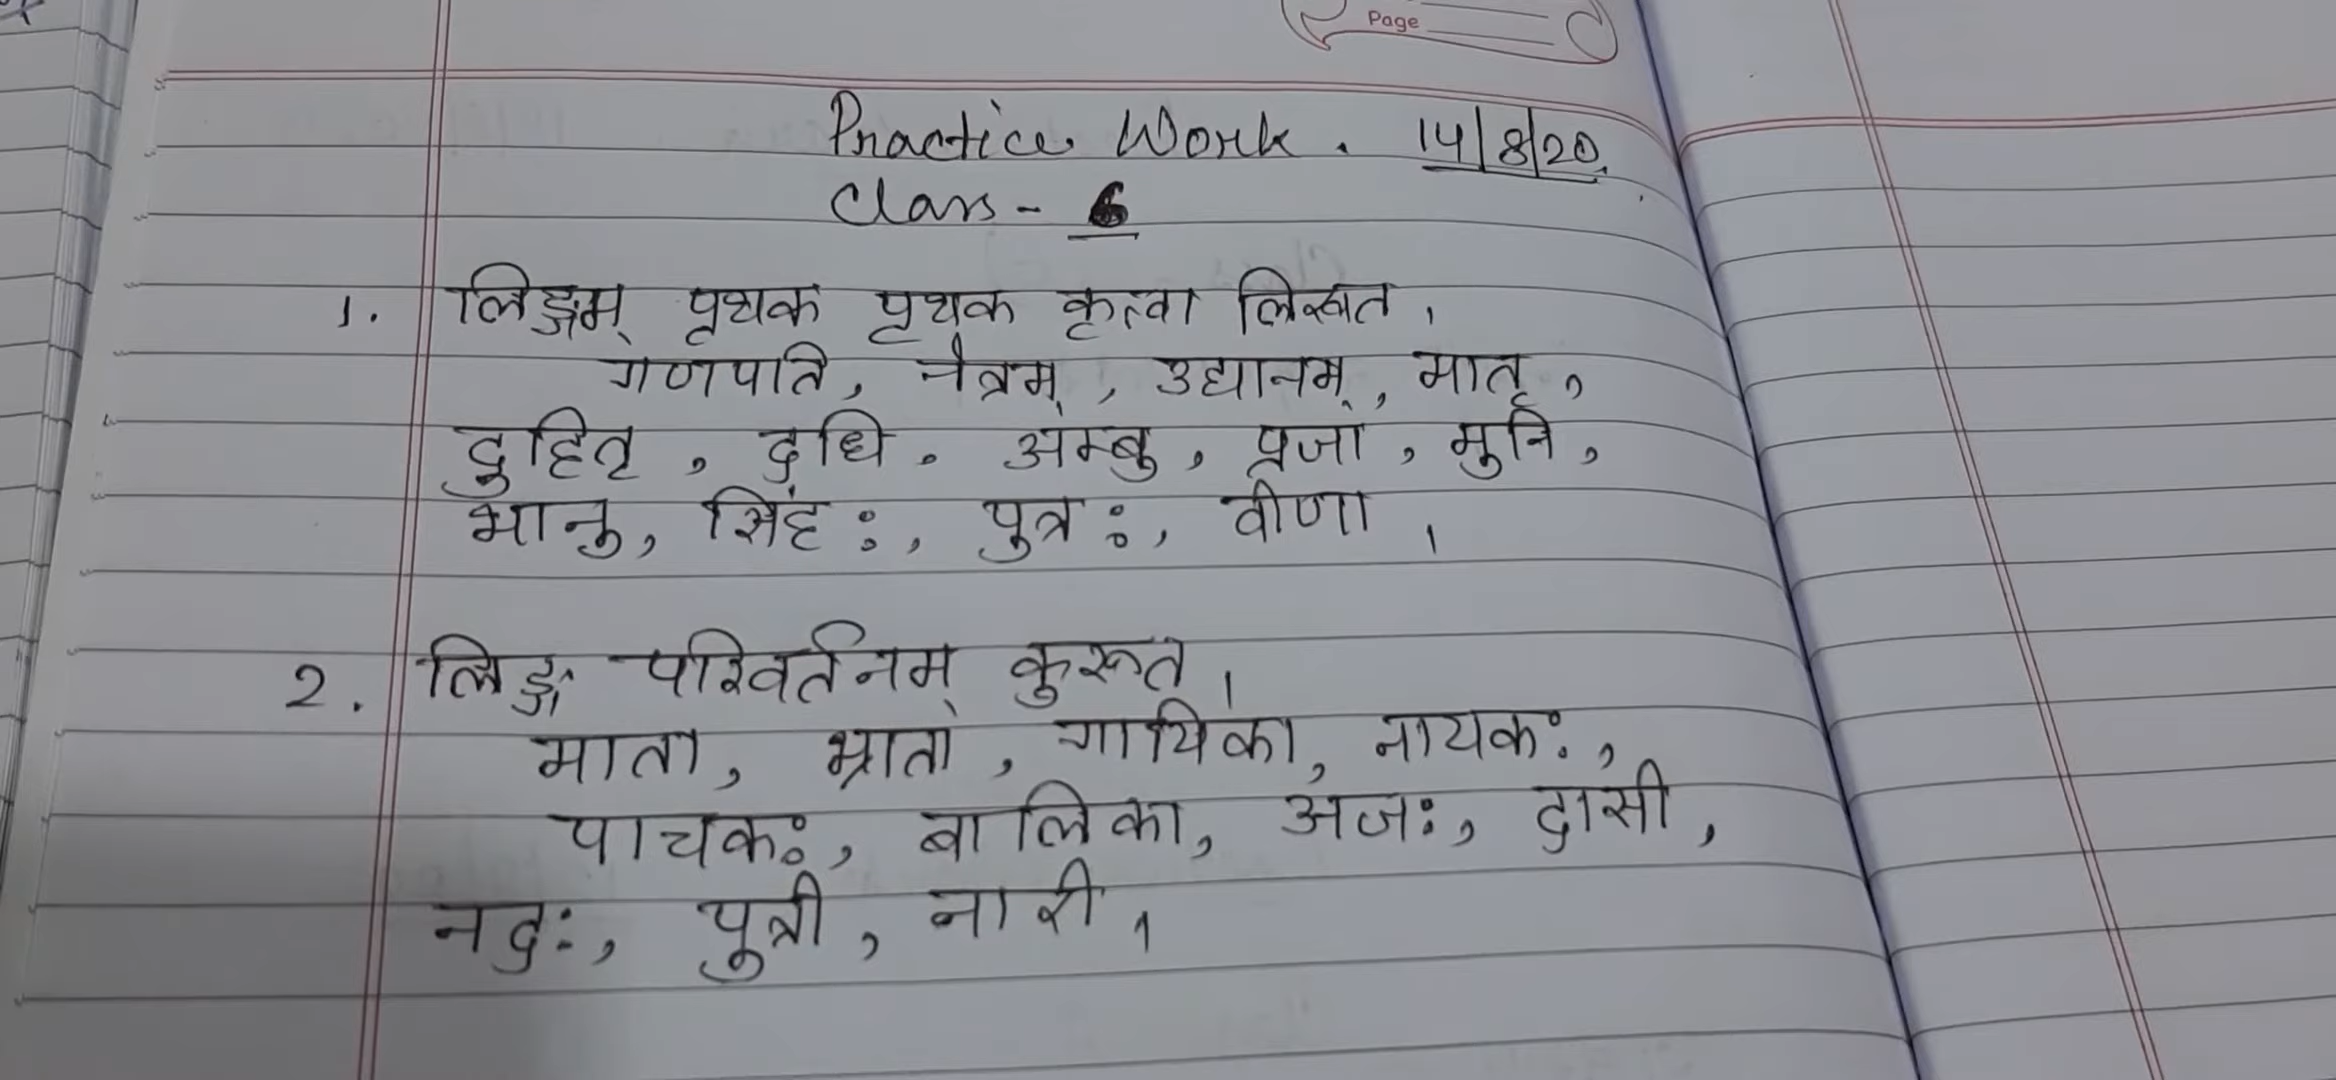 Page
Practice Work. 14/8/20.
Class - 6
1. लिङ्गम् पृथक पृथक कृत्वा लिखत ।
गणपति, नेत्रम्, उद्यानम्, मातृ,
दुहितृ, दधि, अम्बु, प्रजा, मुनि,
भानु, सिंह:, पुत्र:, वीणा ।
2. लिङ्ग परिवर्तनम् कुरूत ।
माता, भ्राता, गायिका, नायक:,
पाचक:, बालिका, अज:, दासी,
नद:, पुत्री, नारी ।